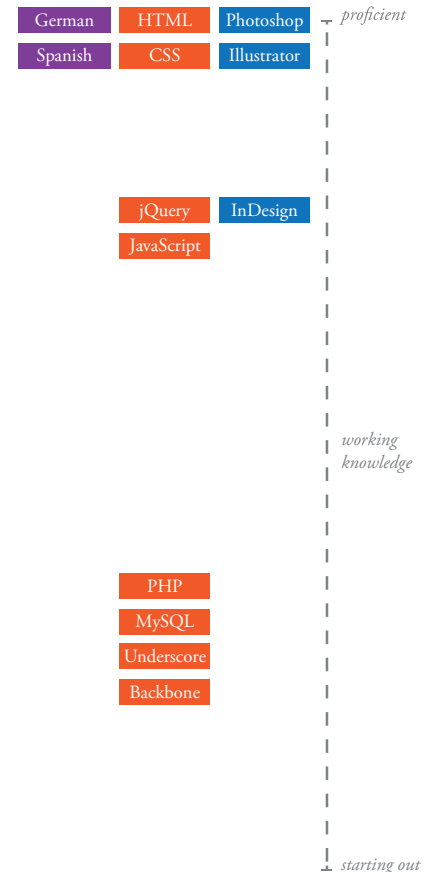 German HTML Photoshop proficient
Spanish CSS Illustrator
jQuery InDesign
JavaScript
working
knowledge
PHP
MySQL
Underscore
Backbone
starting out